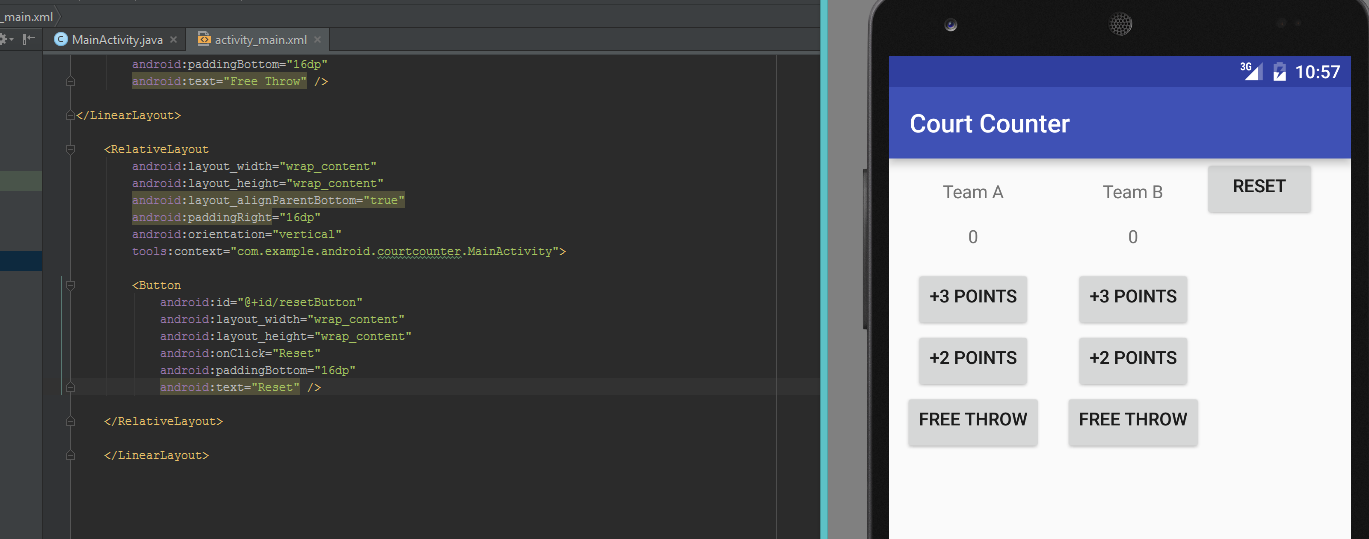 _main.xml
MainActivity.java
activity_main.xml
android:paddingBottom="16dp"
android:text="Free Throw" />
</LinearLayout>
<RelativeLayout
android:layout_width="wrap_content"
android:layout_height="wrap_content"
android:layout_alignParentBottom="true"
android:paddingRight="16dp"
android:orientation="vertical"
tools:context="com.example.android.courtcounter.MainActivity">
<Button
android:id="@+id/resetButton"
android:layout_width="wrap_content"
android:layout_height="wrap_content"
android:onClick="Reset"
android:paddingBottom="16dp"
android:text="Reset" />
</RelativeLayout>
</LinearLayout>
3G 10:57
Court Counter
Team A Team B RESET
0 0
+3 POINTS +3 POINTS
+2 POINTS +2 POINTS
FREE THROW FREE THROW